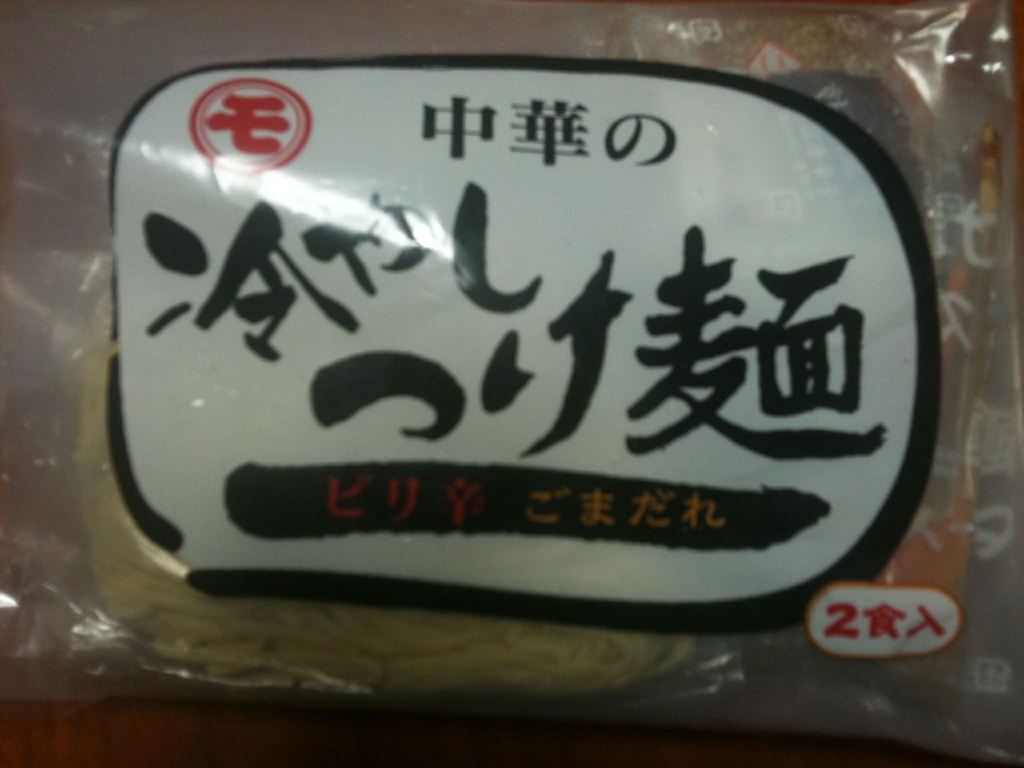 モ
中華の
冷やし
つけ麺
ピリ辛 ごまだれ
2食入